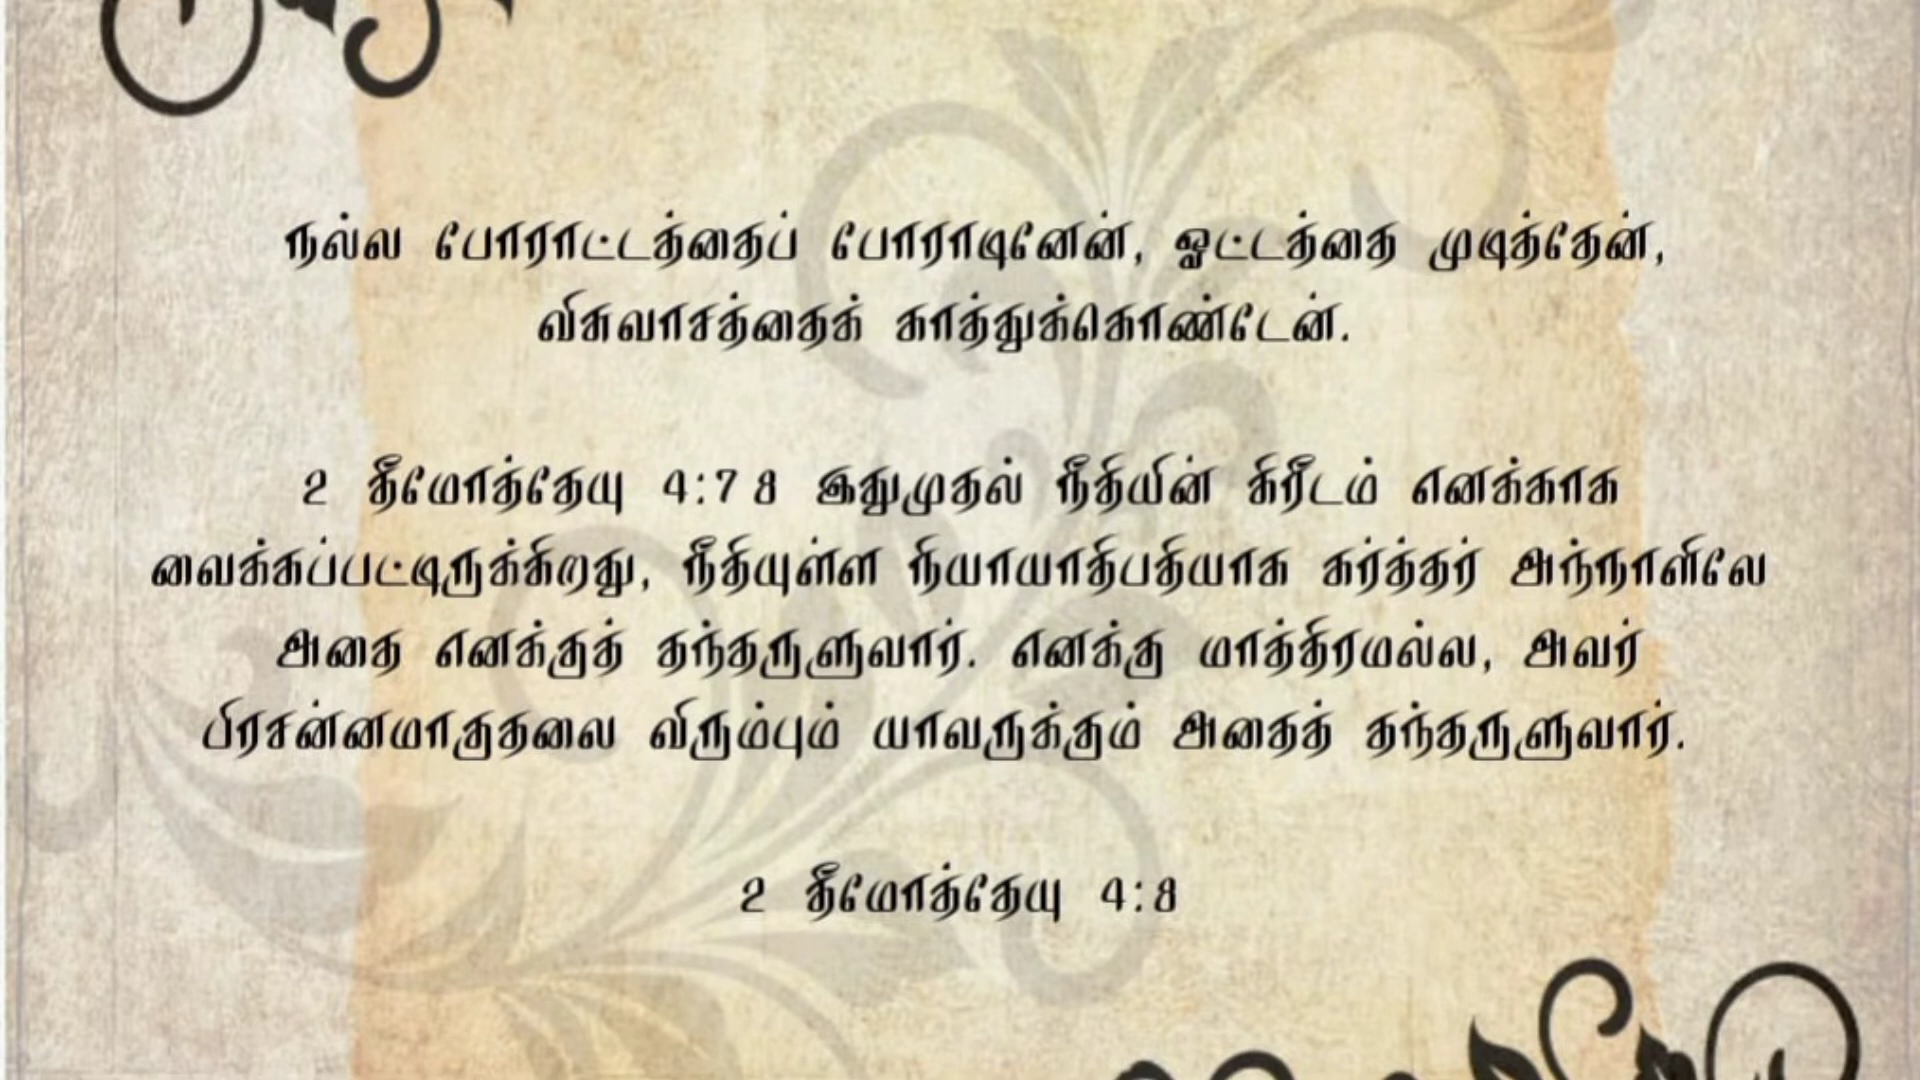 நல்ல போராட்டத்தைப் போராடினேன், ஓட்டத்தை முடித்தேன்,
விசுவாசத்தைக் காத்துக்கொண்டேன்.
2 தீமோத்தேயு 4:7 8 இதுமுதல் நீதியின் கிரீடம் எனக்காக
வைக்கப்பட்டிருக்கிறது, நீதியுள்ள நியாயாதிபதியாக கர்த்தர் அந்நாளிலே
அதை எனக்குத் தந்தருளுவார். எனக்கு மாத்திரமல்ல, அவர்
பிரசன்னமாகுதலை விரும்பும் யாவருக்கும் அதைத் தந்தருளுவார்.
2 தீமோத்தேயு 4:8